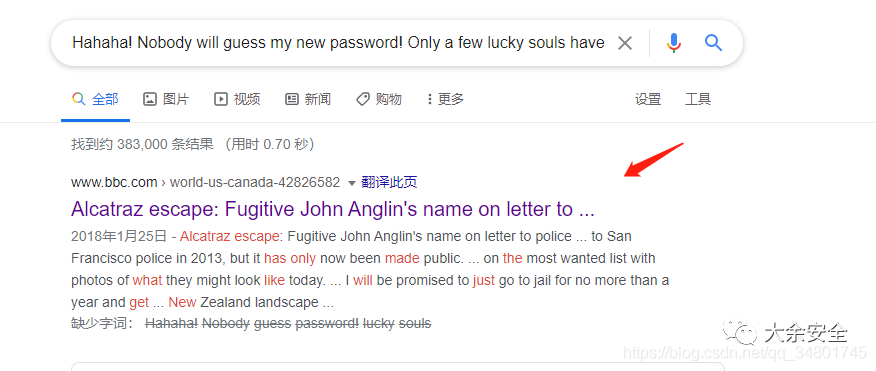 Hahaha! Nobody will guess my new password! Only a few lucky souls have
全部 图片 视频 新闻 购物 更多 设置 工具
找到约 383,000 条结果 （用时 0.70 秒）
www.bbc.com › world-us-canada-42826582 翻译此页
Alcatraz escape: Fugitive John Anglin's name on letter to ...
2018年1月25日 - Alcatraz escape: Fugitive John Anglin's name on letter to police ... to San
Francisco police in 2013, but it has only now been made public. ... on the most wanted list with
photos of what they might look like today. ... I will be promised to just go to jail for no more than a
year and get ... New Zealand landscape ...
缺少字词： Hahaha! Nobody guess password! lucky souls
大余安全
https://blog.csdn.net/qq_34801745